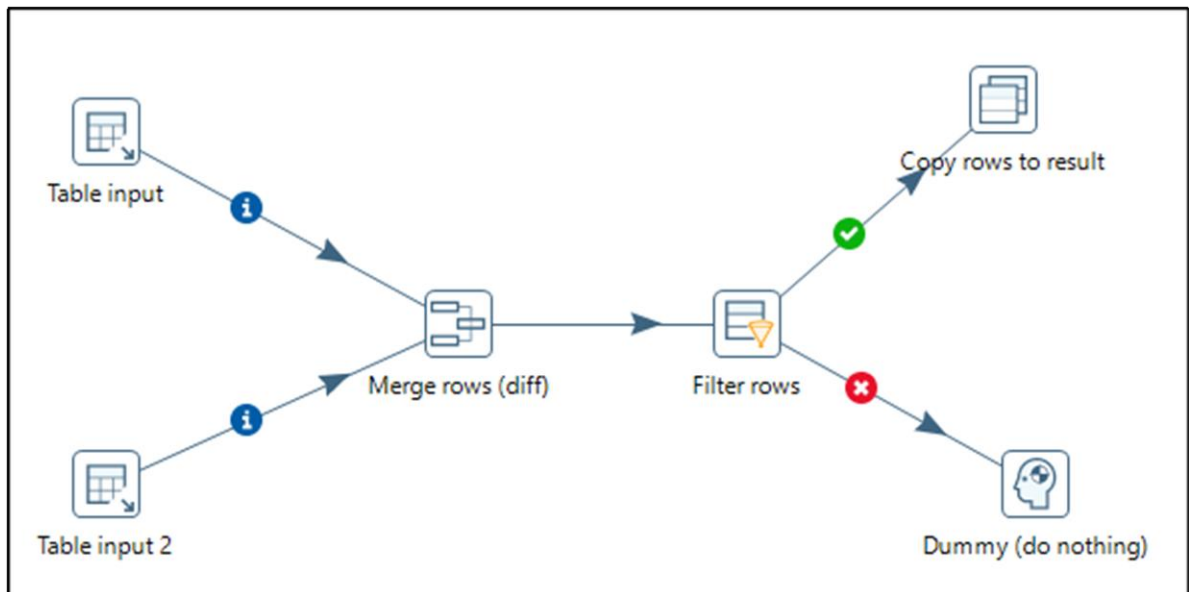 Table input
Copy rows to result
Merge rows (diff)
Filter rows
Table input 2
Dummy (do nothing)